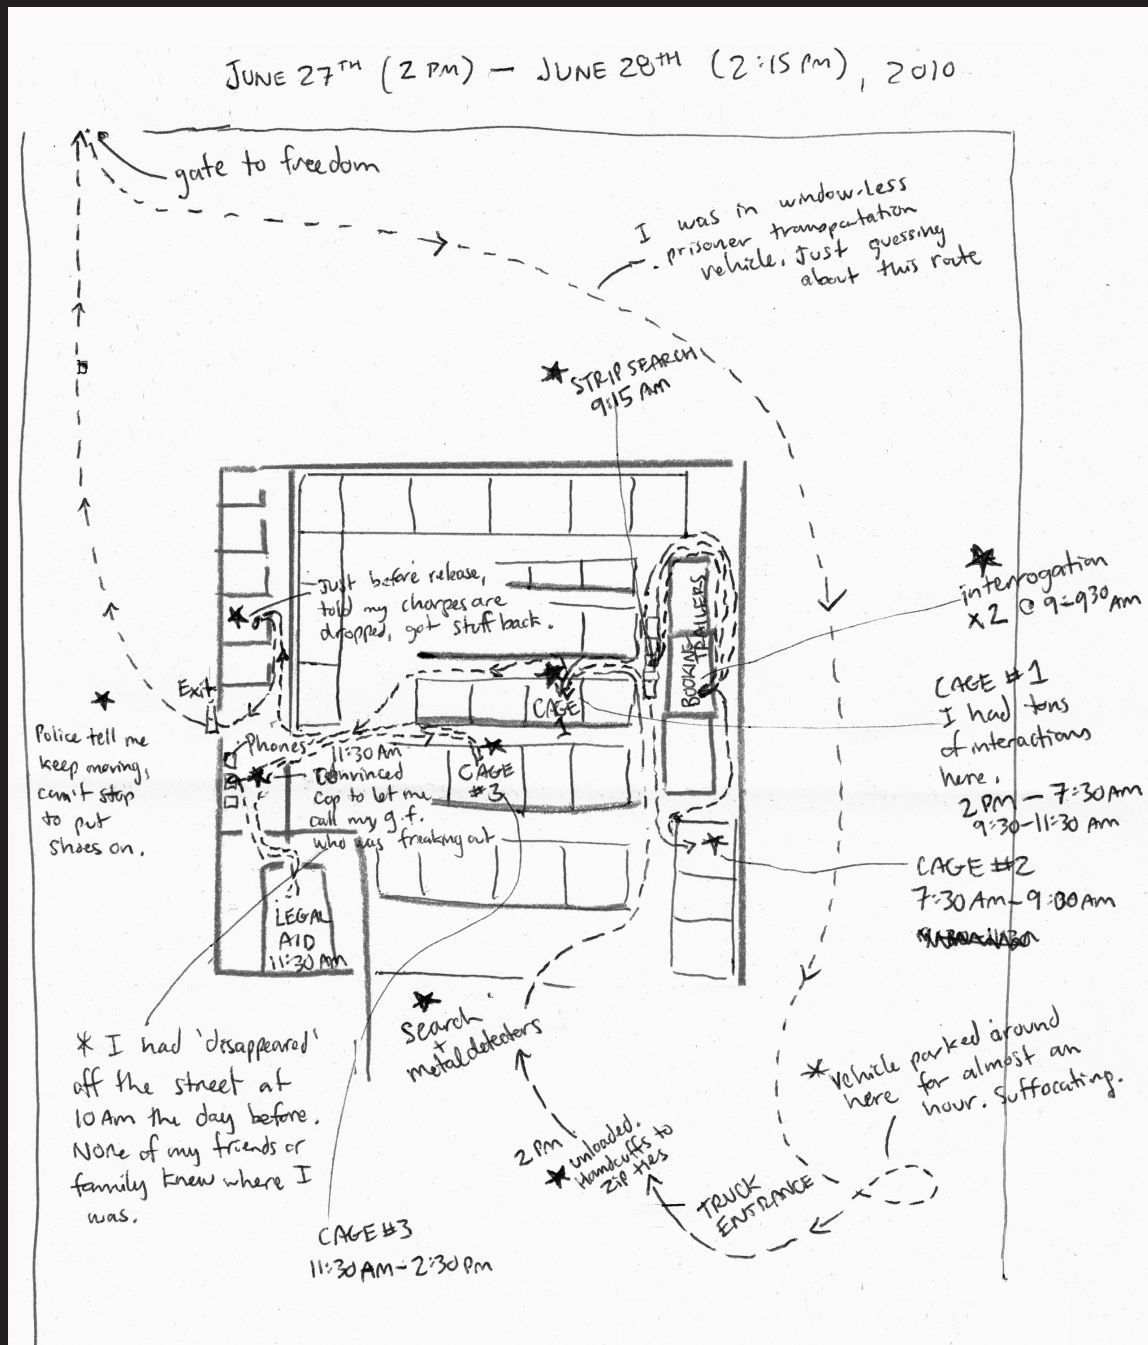 JUNE 27TH (2 PM) — JUNE 28TH (2:15 PM), 2010
gate to freedom
I was in window-less
prisoner transportation
vehicle. Just guessing
about this route
STRIP SEARCH
9:15 AM
interrogation
x2 @ 9-930 AM
BOOKING
TRAILERS
Just before release,
told my charges are
dropped, got stuff back.
Exit
Police tell me
keep moving,
can't stop
to put
shoes on.
CAGE
1
CAGE #1
I had tons
of interactions
here.
2 PM – 7:30 AM
9:30-11:30 AM
Phones
11:30 AM
Convinced
cop to let me
call my g.f.
who was freaking out
CAGE
#3
CAGE #2
7:30 AM – 9:00 AM
LEGAL
AID
11:30 AM
Search
+
metal detectors
* I had 'disappeared'
off the street at
10 AM the day before.
None of my friends or
family knew where I
was.
* vehicle parked around
here for almost an
hour. Suffocating.
2 PM
unloaded.
Handcuffs to
zip ties
TRUCK
ENTRANCE
CAGE #3
11:30 AM – 2:30 PM